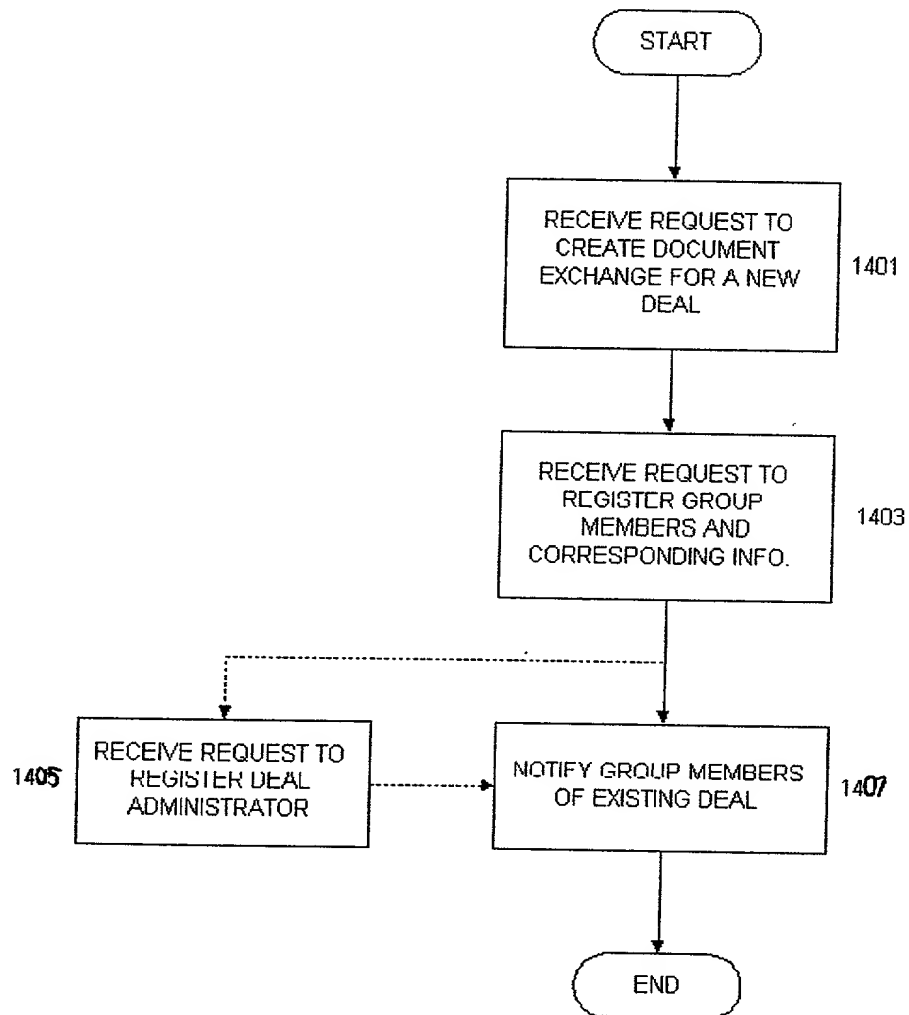 START
RECEIVE REQUEST TO
CREATE DOCUMENT
EXCHANGE FOR A NEW
DEAL
1401
RECEIVE REQUEST TO
REGISTER GROUP
MEMBERS AND
CORRESPONDING INFO.
1403
1405
RECEIVE REQUEST TO
REGISTER DEAL
ADMINISTRATOR
NOTIFY GROUP MEMBERS
OF EXISTING DEAL
1407
END